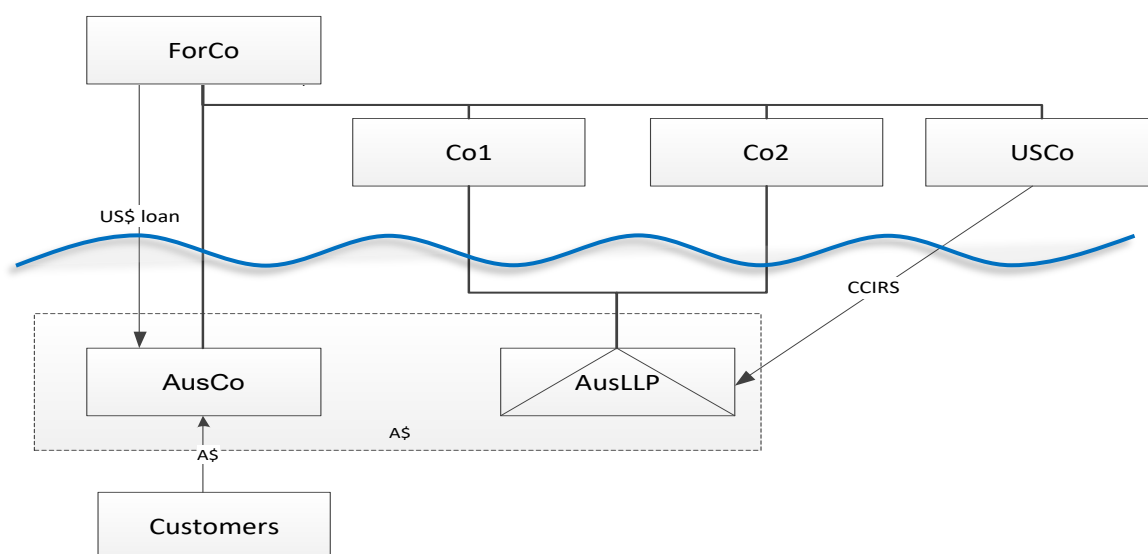 ForCo
Co1
Co2
USCo
US$ loan
CCIRS
AusCo
AusLLP
A$
A$
Customers